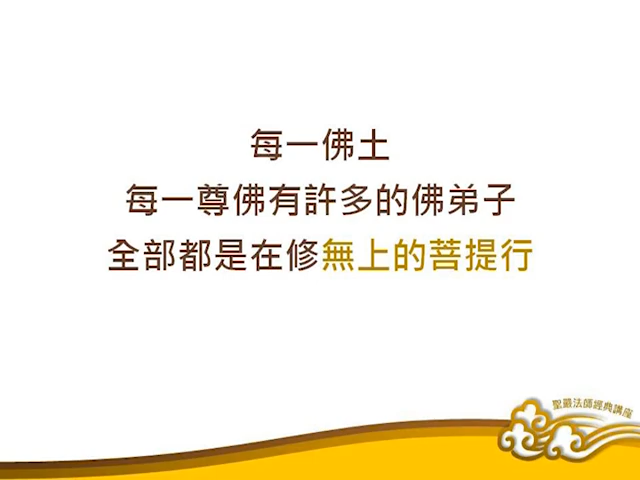 每一佛土
每一尊佛有許多的佛弟子
全部都是在修無上的菩提行
聖嚴法師經典講座